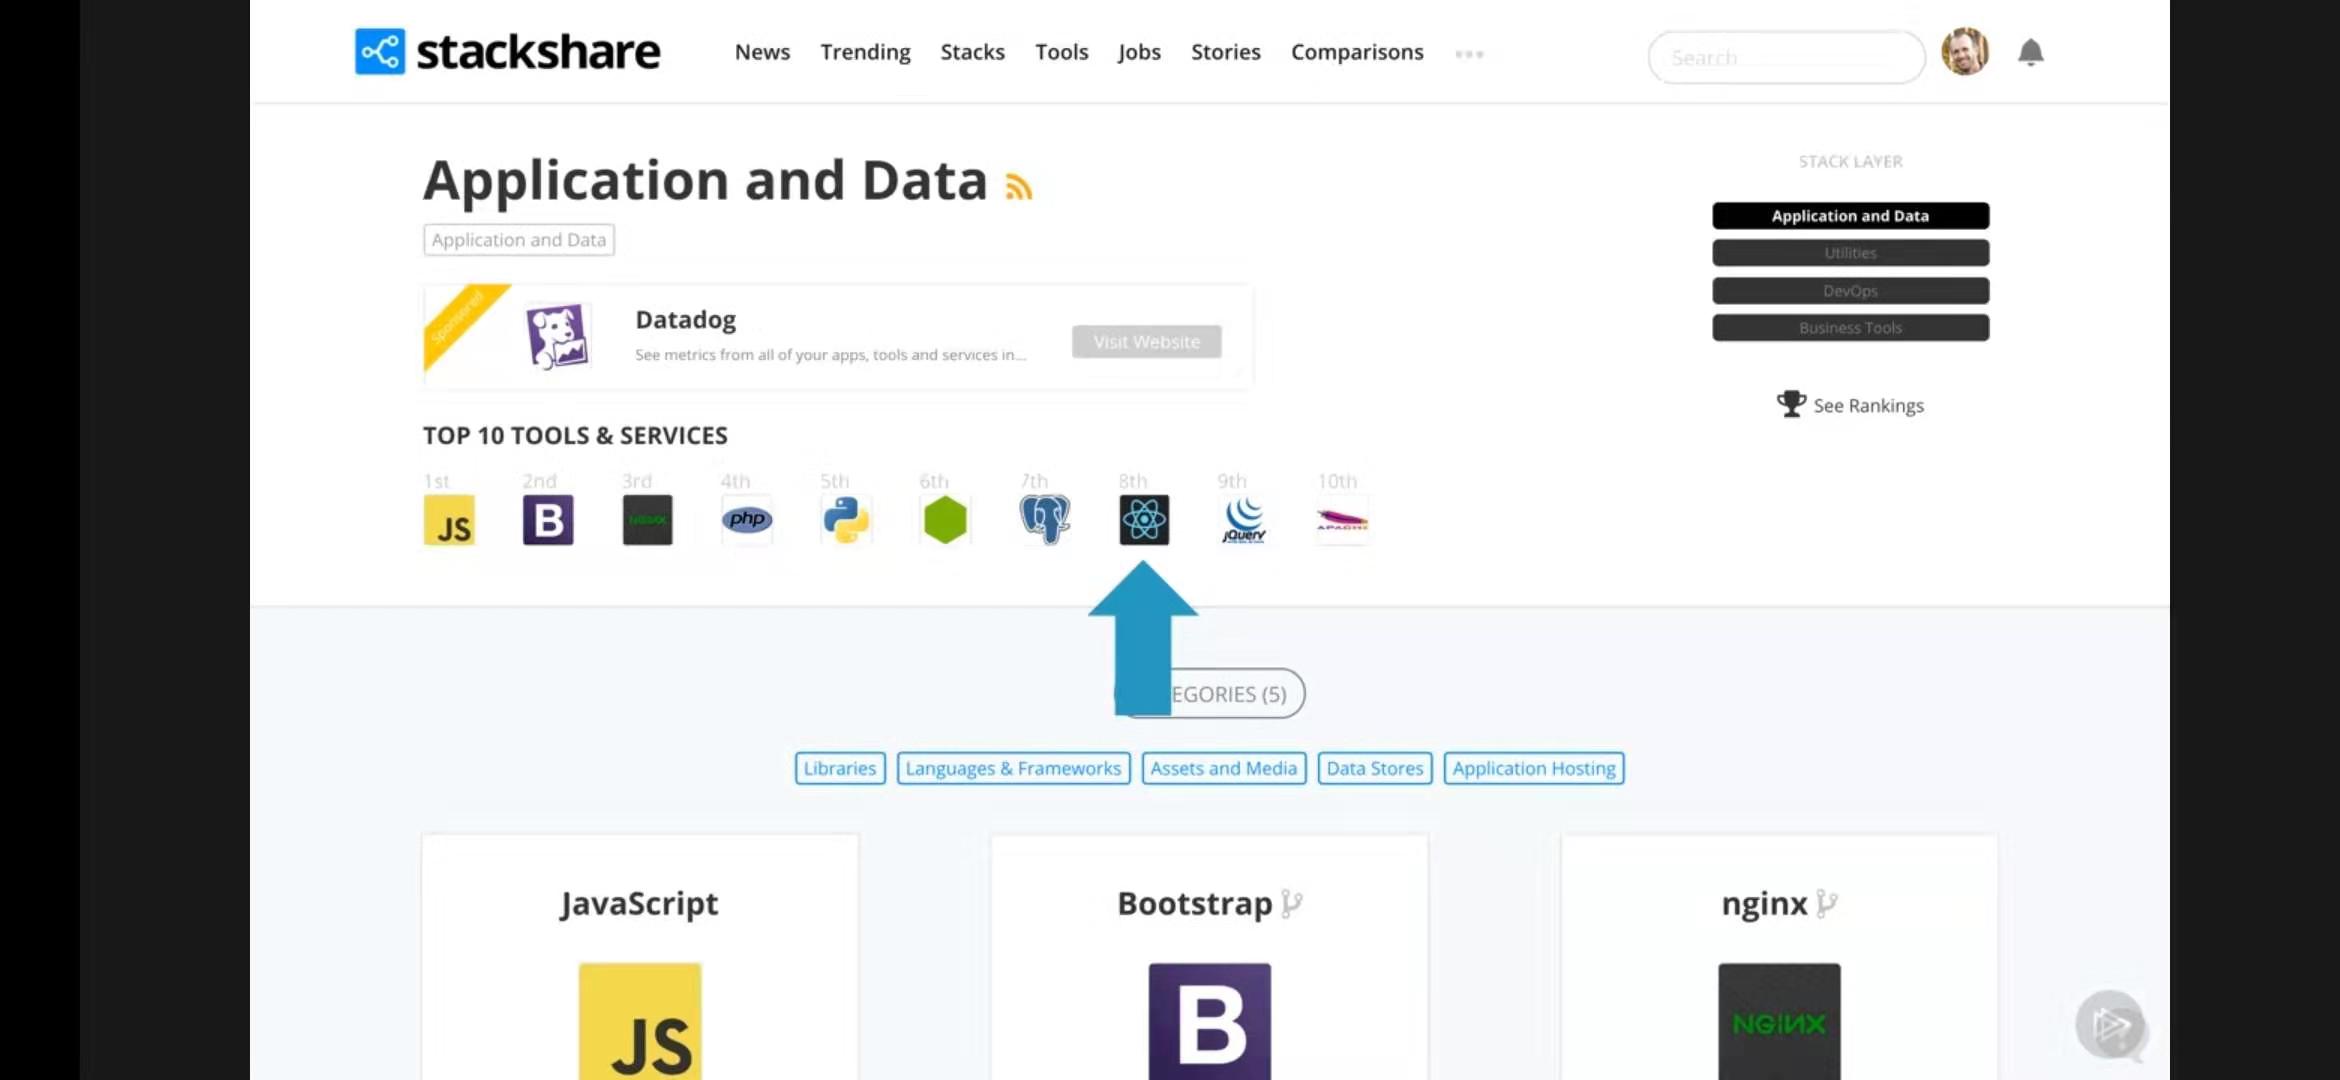 stackshare
News Trending Stacks Tools Jobs Stories Comparisons
Search
Application and Data
Application and Data
Sponsored
Datadog
See metrics from all of your apps, tools and services in...
Visit Website
STACK LAYER
Application and Data
Utilities
DevOps
Business Tools
See Rankings
TOP 10 TOOLS & SERVICES
1st 2nd 3rd 4th 5th 6th 7th 8th 9th 10th
JS B NGINX php jQuery APACHE
EGORIES (5)
Libraries Languages & Frameworks Assets and Media Data Stores Application Hosting
JavaScript Bootstrap nginx
JS B NGINX